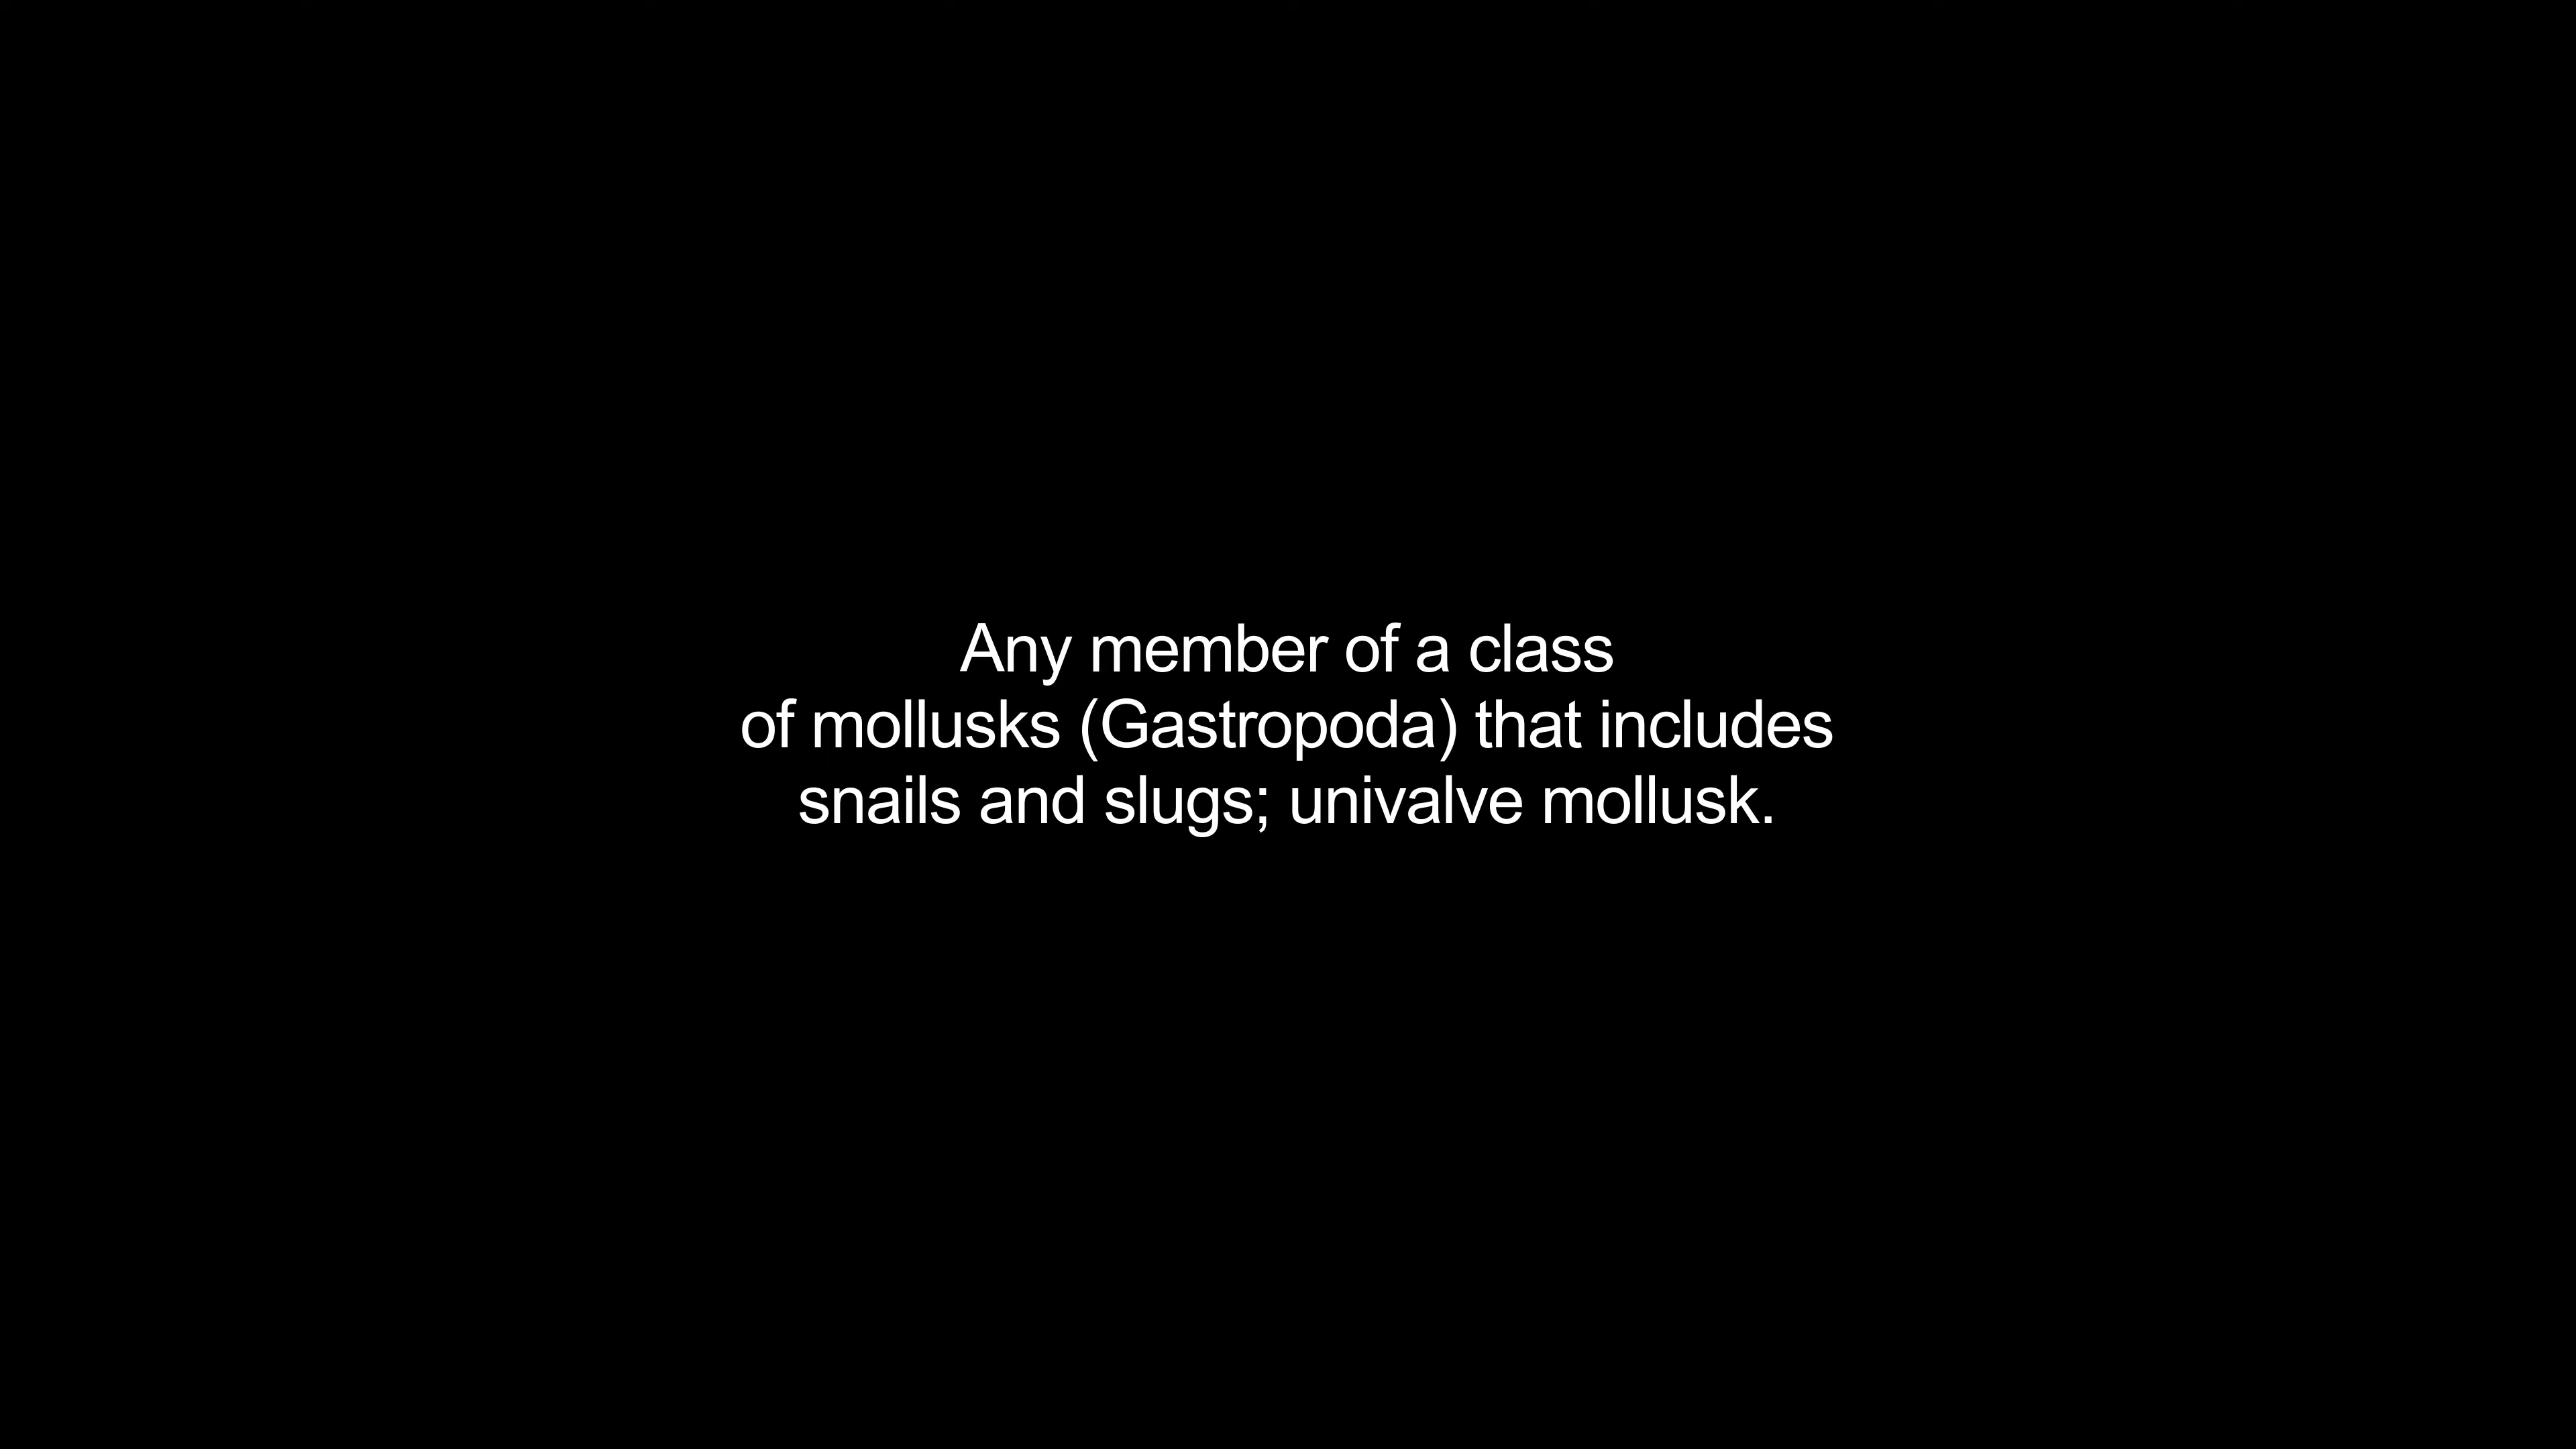 Any member of a class
of mollusks (Gastropoda) that includes
snails and slugs; univalve mollusk.